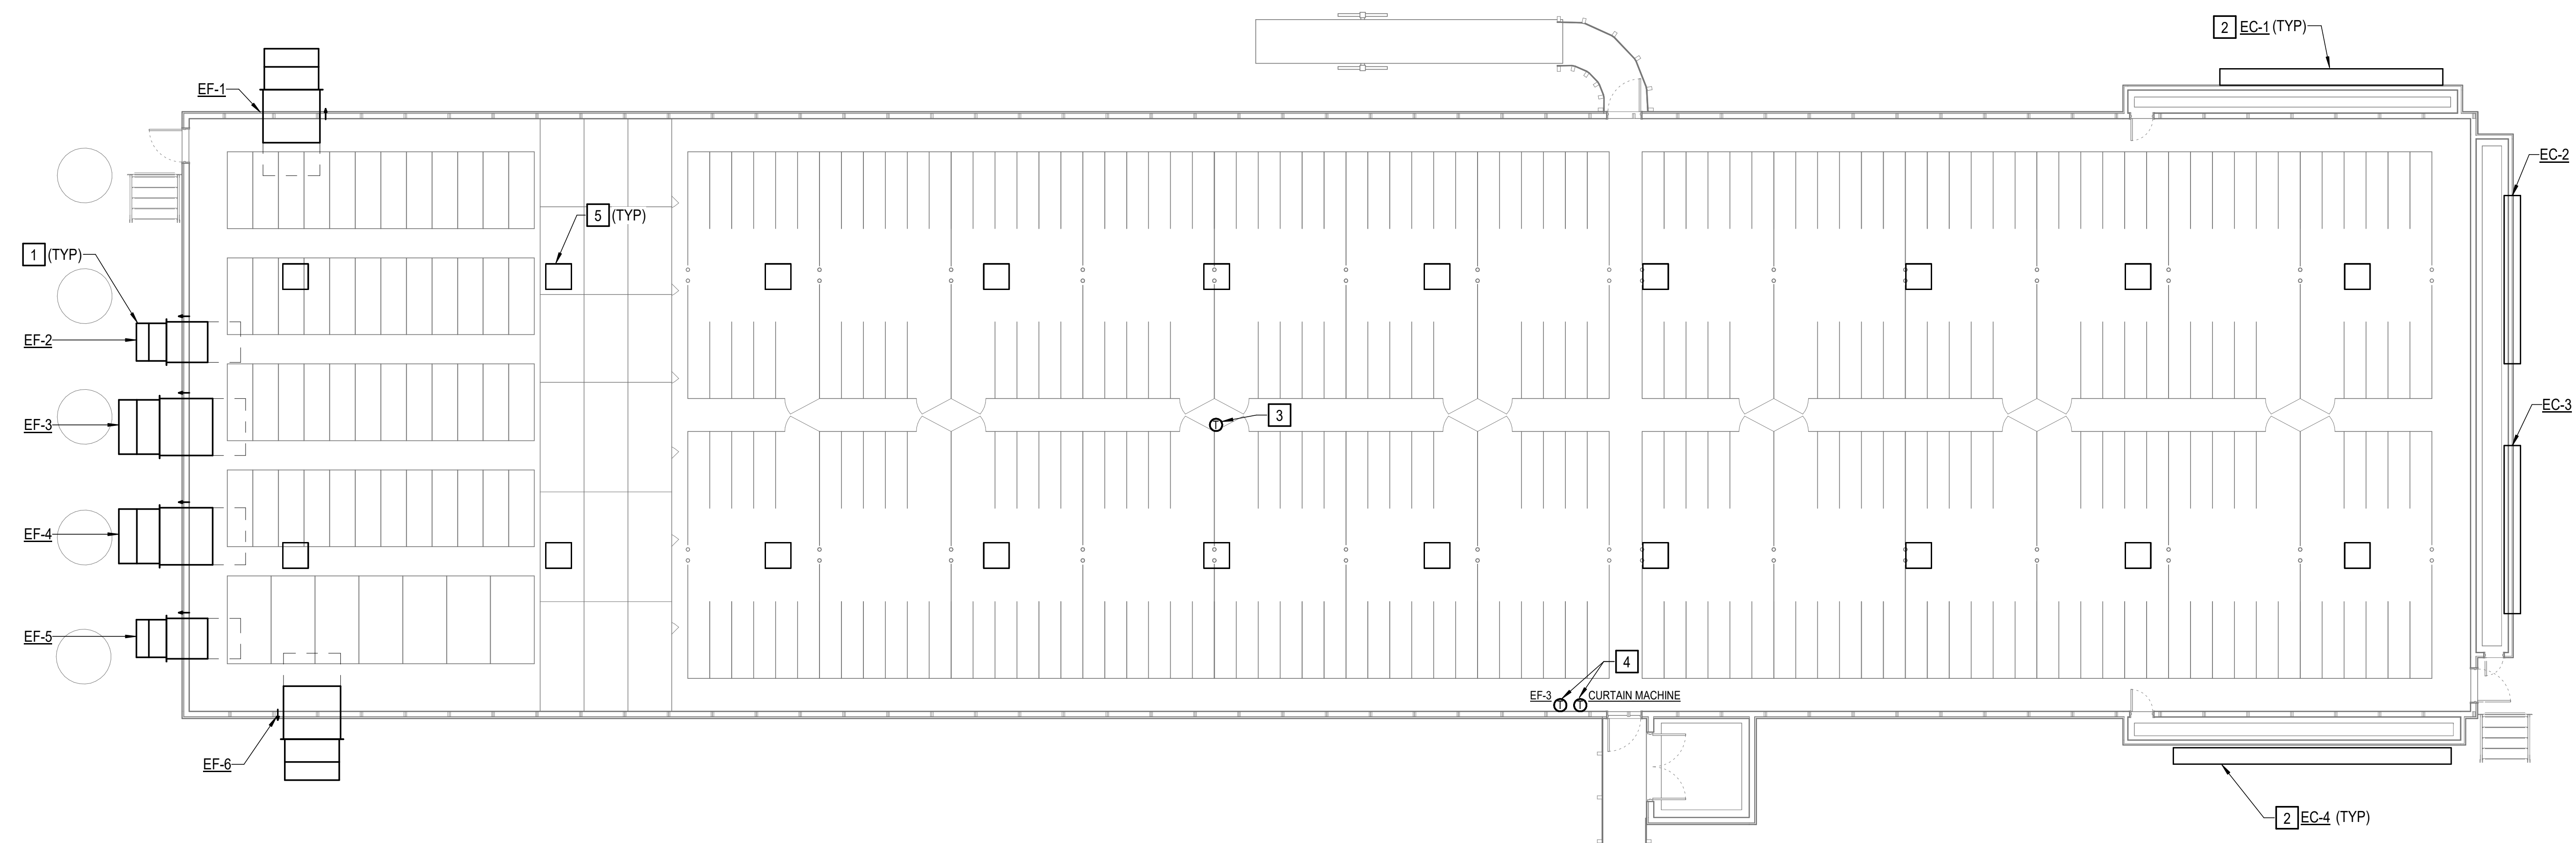 2 EC-1 (TYP)
EF-1
EC-2
5 (TYP)
1 (TYP)
EF-2
EC-3
3
T
EF-3
EF-4
EF-5
4
EF-3 CURTAIN MACHINE
T T
EF-6
2 EC-4 (TYP)